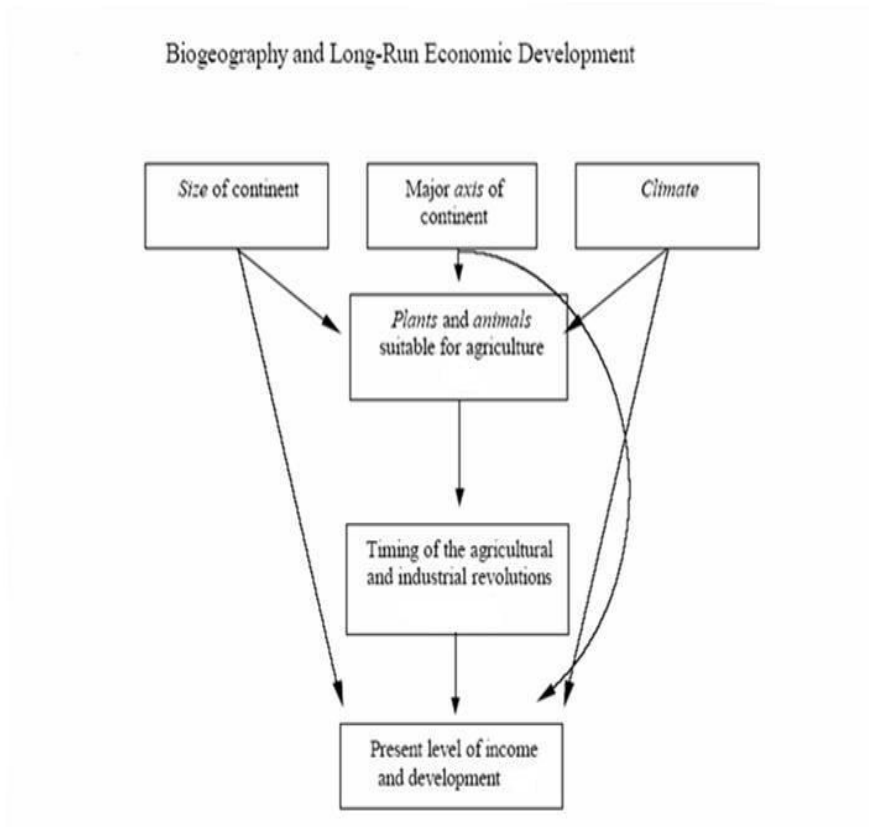 Biogeography and Long-Run Economic Development
Size of continent
Major axis of
continent
Climate
Plants and animals
suitable for agriculture
Timing of the agricultural
and industrial revolutions
Present level of income
and development